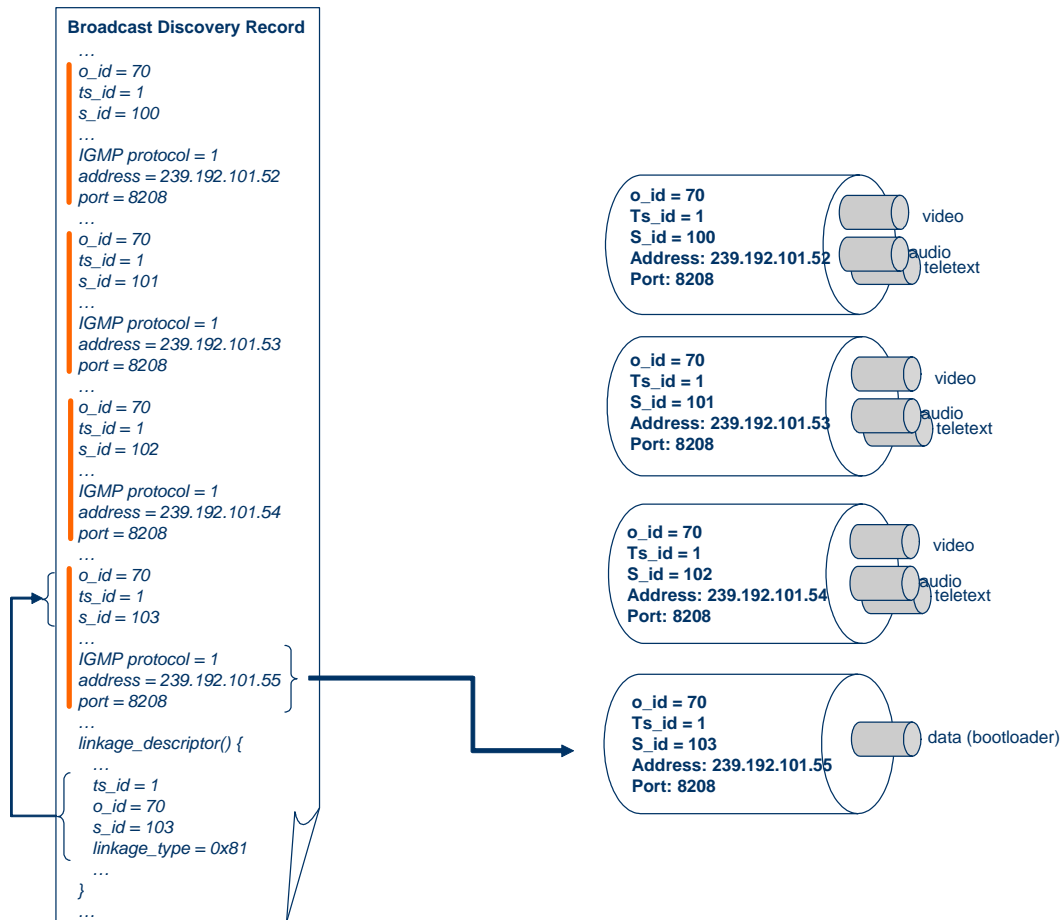 Broadcast Discovery Record
…
o_id = 70
ts_id = 1
s_id = 100
…
IGMP protocol = 1
address = 239.192.101.52
port = 8208
…
o_id = 70
ts_id = 1
s_id = 101
…
IGMP protocol = 1
address = 239.192.101.53
port = 8208
…
o_id = 70
ts_id = 1
s_id = 102
…
IGMP protocol = 1
address = 239.192.101.54
port = 8208
…
o_id = 70
ts_id = 1
s_id = 103
…
IGMP protocol = 1
address = 239.192.101.55
port = 8208
…
linkage_descriptor() {
…
ts_id = 1
o_id = 70
s_id = 103
linkage_type = 0x81
…
}
…
o_id = 70
Ts_id = 1
S_id = 100
Address: 239.192.101.52
Port: 8208
video
audio
teletext
o_id = 70
Ts_id = 1
S_id = 101
Address: 239.192.101.53
Port: 8208
video
audio
teletext
o_id = 70
Ts_id = 1
S_id = 102
Address: 239.192.101.54
Port: 8208
video
audio
teletext
o_id = 70
Ts_id = 1
S_id = 103
Address: 239.192.101.55
Port: 8208
data (bootloader)